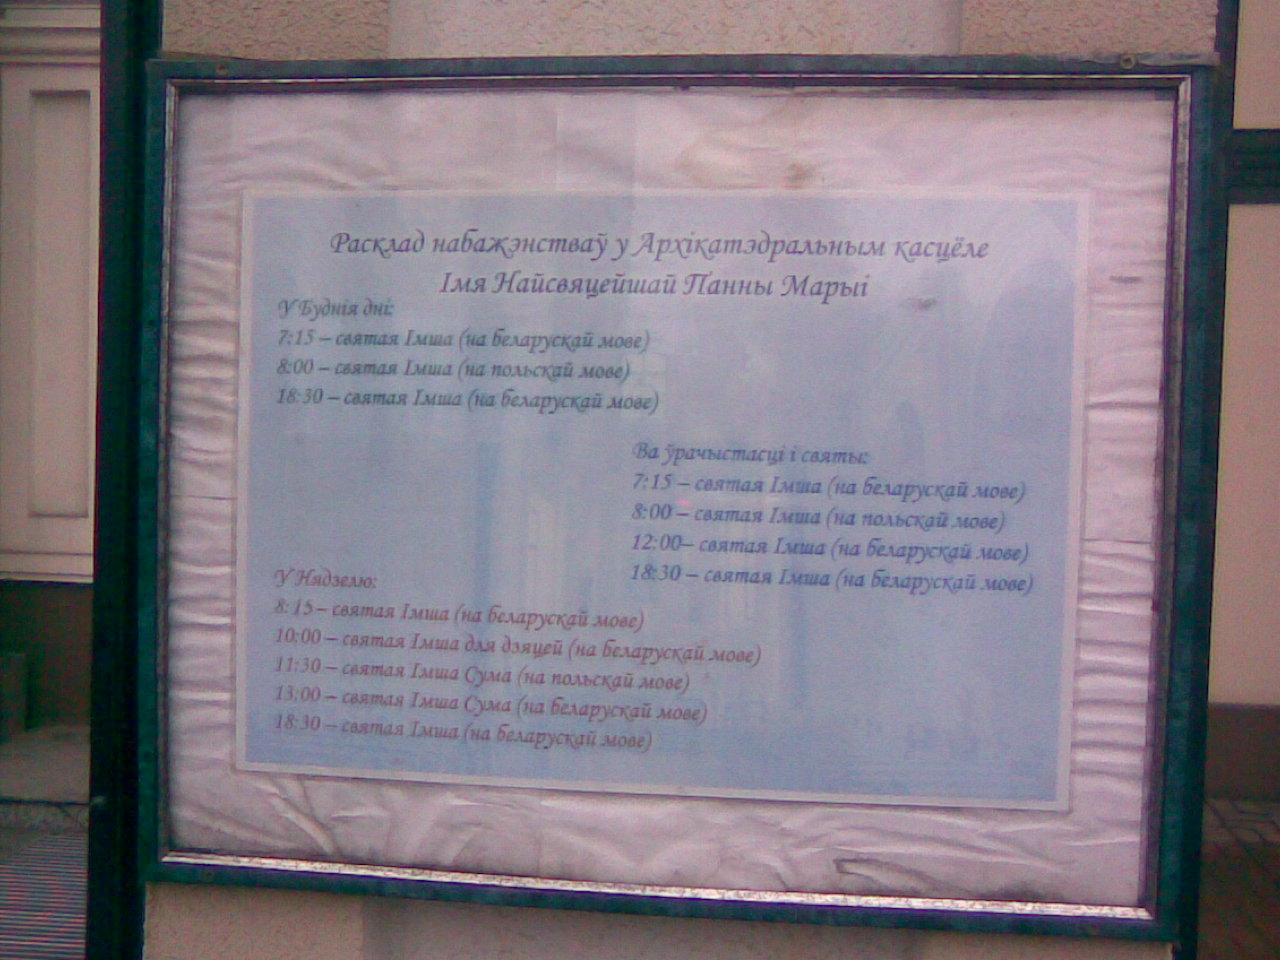 Расклад набажэнстваў у Архікатэдральным касцёле
Імя Найсвяцейшай Панны Марыі
У Буднія дні:
7:15 – святая Імша (на беларускай мове)
8:00 – святая Імша (на польскай мове)
18:30 – святая Імша (на беларускай мове)
Ва ўрачыстасці і святы:
7:15 – святая Імша (на беларускай мове)
8:00 – святая Імша (на польскай мове)
12:00– святая Імша (на беларускай мове)
18:30 – святая Імша (на беларускай мове)
У Нядзелю:
8:15– святая Імша (на беларускай мове)
10:00 – святая Імша для дзяцей (на беларускай мове)
11:30 – святая Імша Сума (на польскай мове)
13:00 – святая Імша Сума (на беларускай мове)
18:30 – святая Імша (на беларускай мове)